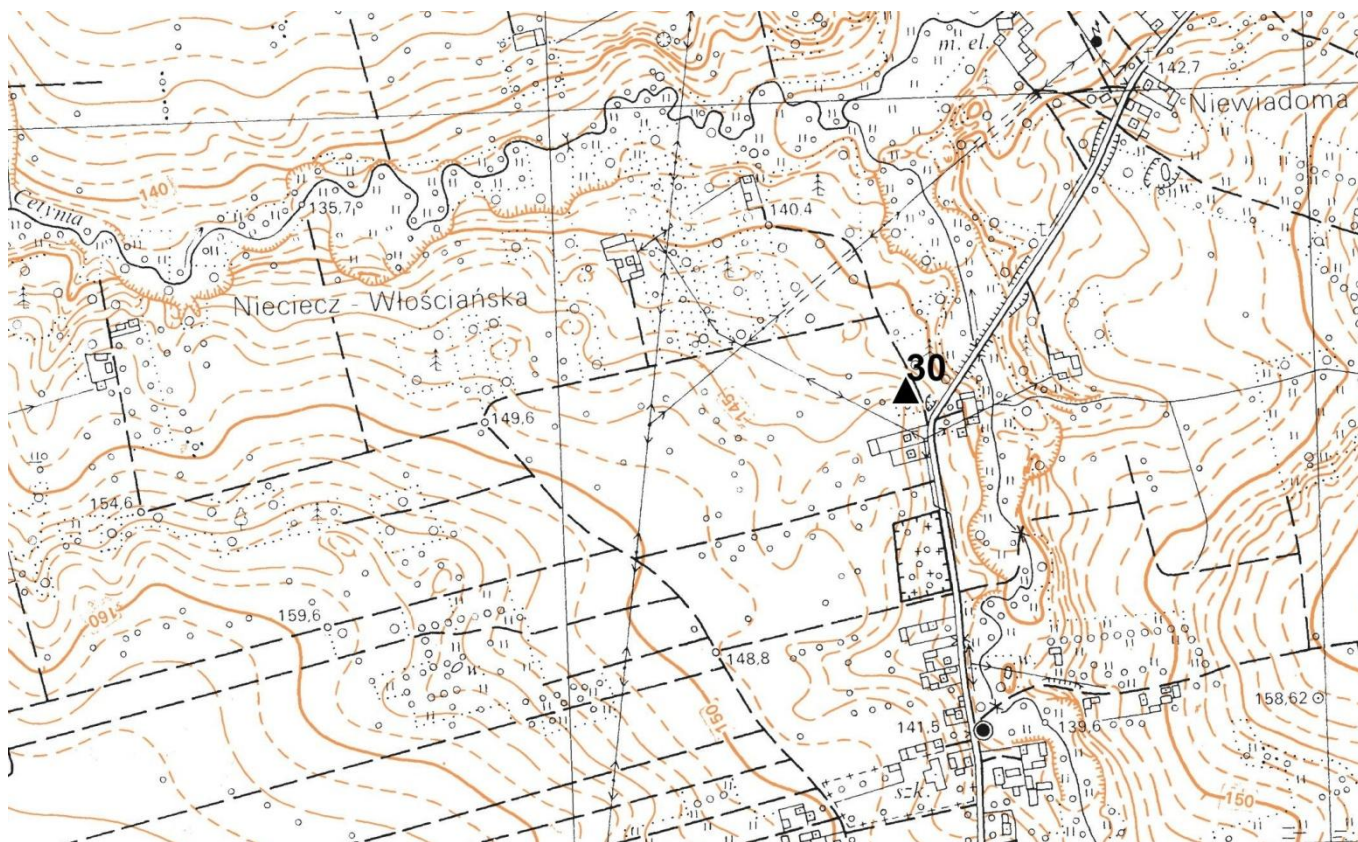 m. el.
142,7
Niewiadoma
140
Cetynia
135,7
140.4
Nieciecz - Włościańska
w.
30
145
149,6
154,6
160
159,6
w.
148,8
w.
158,62
150
141,5
139,6
szk.
150